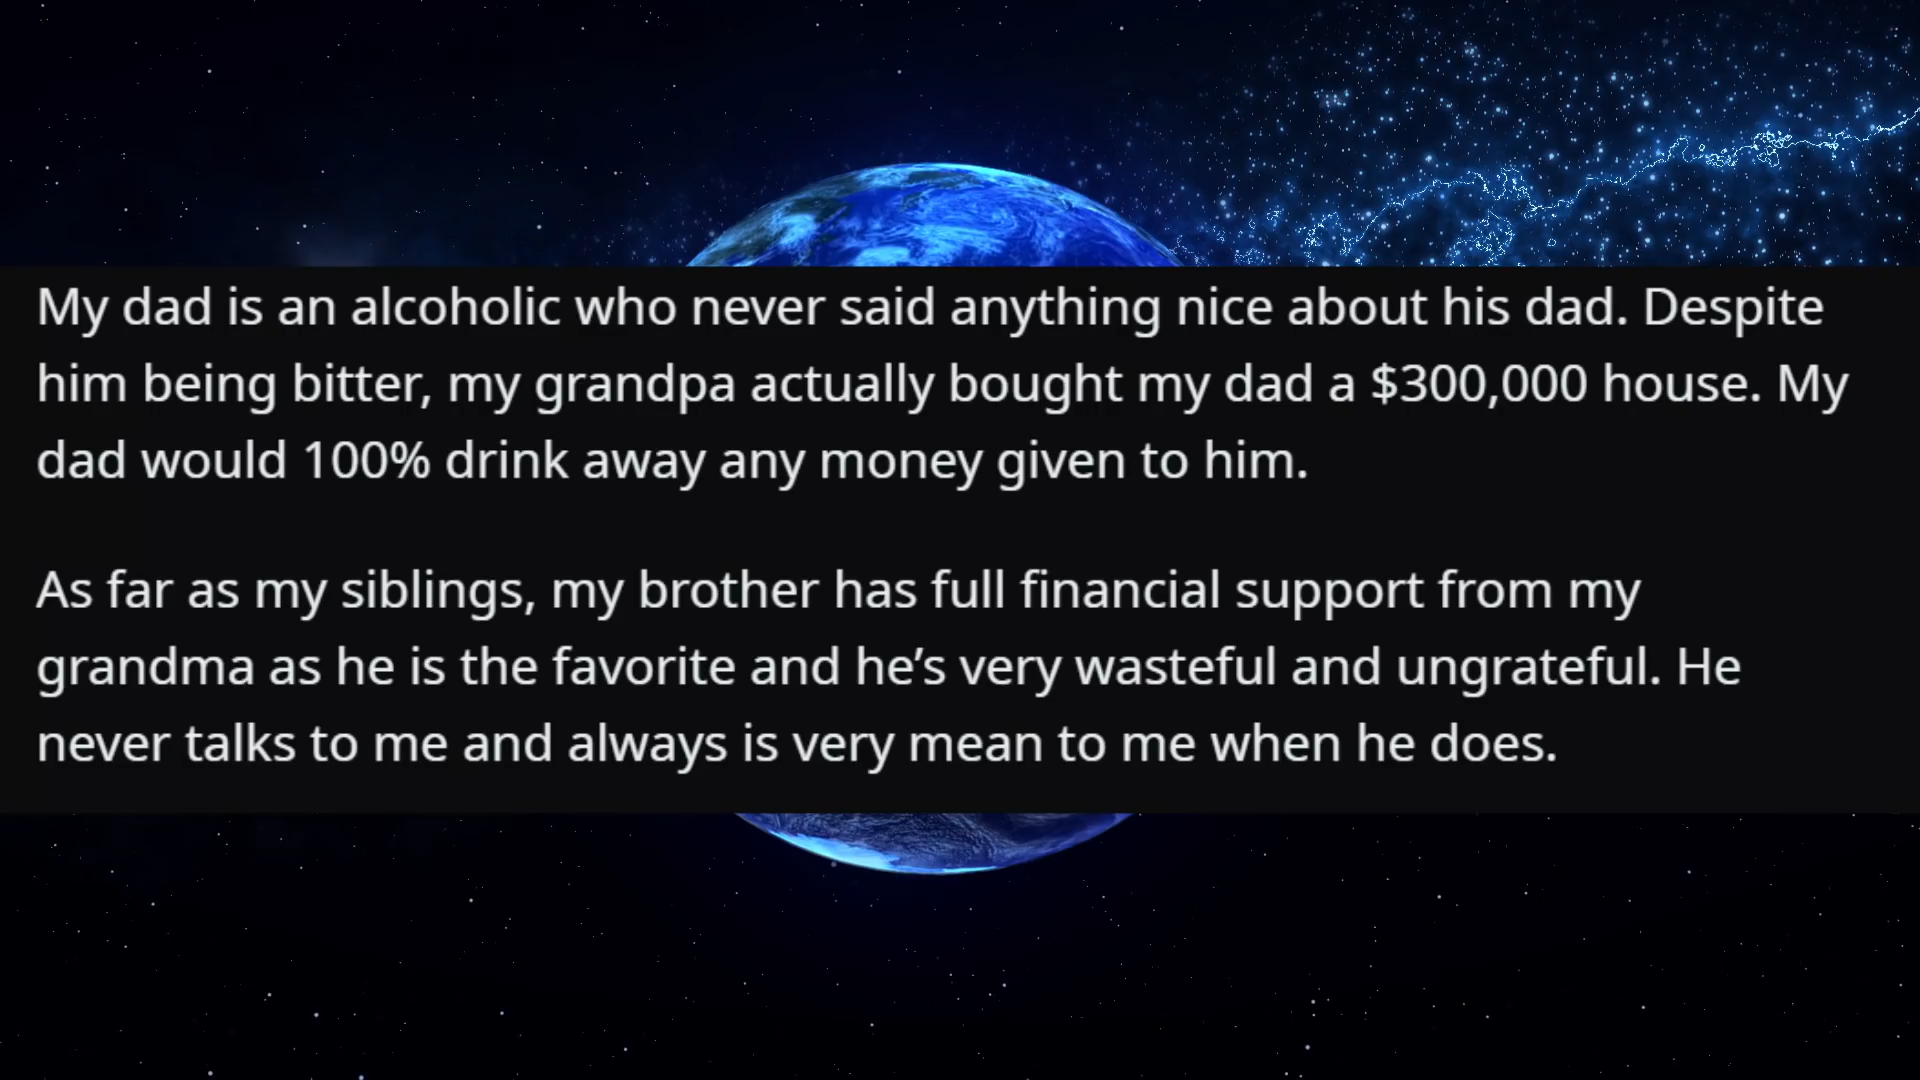 My dad is an alcoholic who never said anything nice about his dad. Despite
him being bitter, my grandpa actually bought my dad a $300,000 house. My
dad would 100% drink away any money given to him.
As far as my siblings, my brother has full financial support from my
grandma as he is the favorite and he’s very wasteful and ungrateful. He
never talks to me and always is very mean to me when he does.